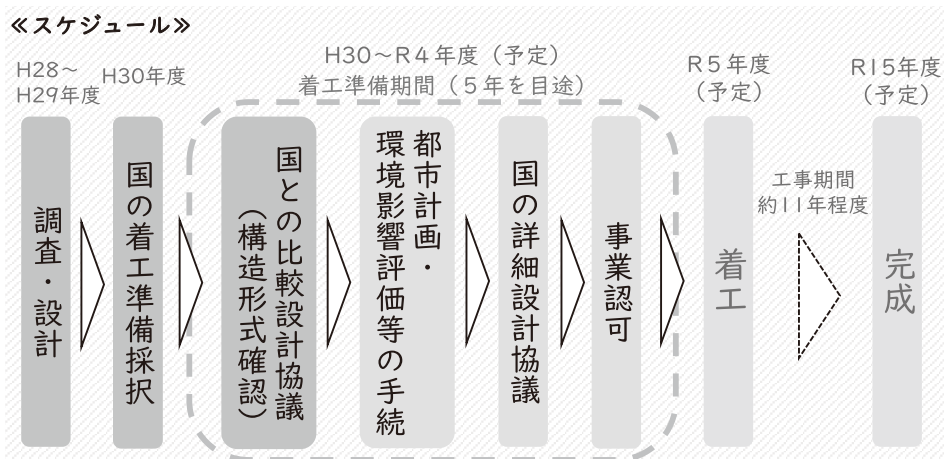 ≪スケジュール≫
H28～
H29年度
H30年度
H30～R4年度（予定）
着工準備期間（5年を目途）
R5年度
（予定）
R15年度
（予定）
調査・設計
国の着工準備採択
国との比較設計協議
（構造形式確認）
都市計画・
環境影響評価等の手続
国の詳細設計協議
事業認可
着工
工事期間
約11年程度
完成